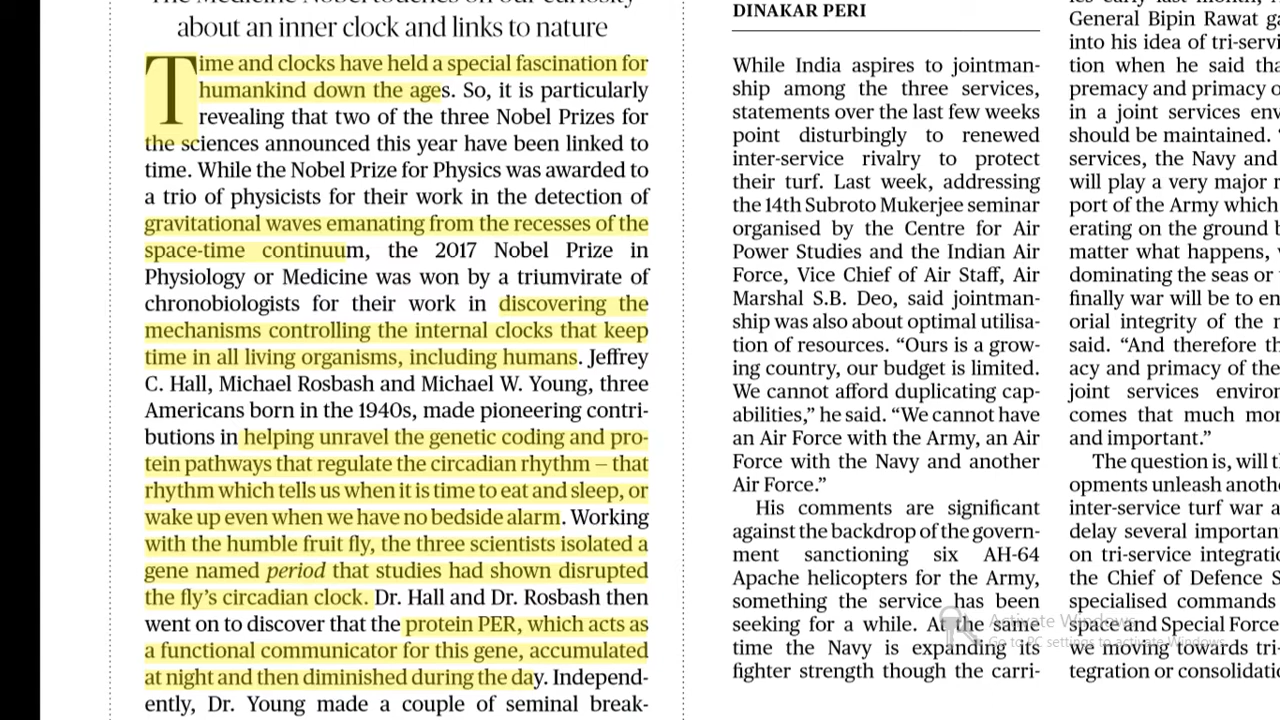 about an inner clock and links to nature
Time and clocks have held a special fascination for
humankind down the ages. So, it is particularly
revealing that two of the three Nobel Prizes for
the sciences announced this year have been linked to
time. While the Nobel Prize for Physics was awarded to
a trio of physicists for their work in the detection of
gravitational waves emanating from the recesses of the
space-time continuum, the 2017 Nobel Prize in
Physiology or Medicine was won by a triumvirate of
chronobiologists for their work in discovering the
mechanisms controlling the internal clocks that keep
time in all living organisms, including humans. Jeffrey
C. Hall, Michael Rosbash and Michael W. Young, three
Americans born in the 1940s, made pioneering contri-
butions in helping unravel the genetic coding and pro-
tein pathways that regulate the circadian rhythm – that
rhythm which tells us when it is time to eat and sleep, or
wake up even when we have no bedside alarm. Working
with the humble fruit fly, the three scientists isolated a
gene named period that studies had shown disrupted
the fly's circadian clock. Dr. Hall and Dr. Rosbash then
went on to discover that the protein PER, which acts as
a functional communicator for this gene, accumulated
at night and then diminished during the day. Independ-
ently, Dr. Young made a couple of seminal break-
DINAKAR PERI
While India aspires to jointman-
ship among the three services,
statements over the last few weeks
point disturbingly to renewed
inter-service rivalry to protect
their turf. Last week, addressing
the 14th Subroto Mukerjee seminar
organised by the Centre for Air
Power Studies and the Indian Air
Force, Vice Chief of Air Staff, Air
Marshal S.B. Deo, said jointman-
ship was also about optimal utilisa-
tion of resources. “Ours is a grow-
ing country, our budget is limited.
We cannot afford duplicating cap-
abilities,” he said. “We cannot have
an Air Force with the Army, an Air
Force with the Navy and another
Air Force.”
His comments are significant
against the backdrop of the govern-
ment sanctioning six AH-64
Apache helicopters for the Army,
something the service has been
seeking for a while. At the same
time the Navy is expanding its
fighter strength though the carri-
General Bipin Rawat
into his idea of tri-servi
tion when he said
premacy and primacy
in a joint services
should be maintained.
services, the Navy and
will play a very major
port of the Army which
erating on the ground
matter what happens,
dominating the seas or
finally war will be to
orial integrity of the
said. “And therefore
acy and primacy of the
joint services
comes that much
and important.”
The question is, will
opments unleash
inter-service turf war
delay several important
on tri-service
the Chief of Defence
specialised commands
space and Special Force
we moving towards tri-
tegration or
Activate Windows
Go to PC settings to activate Windows.